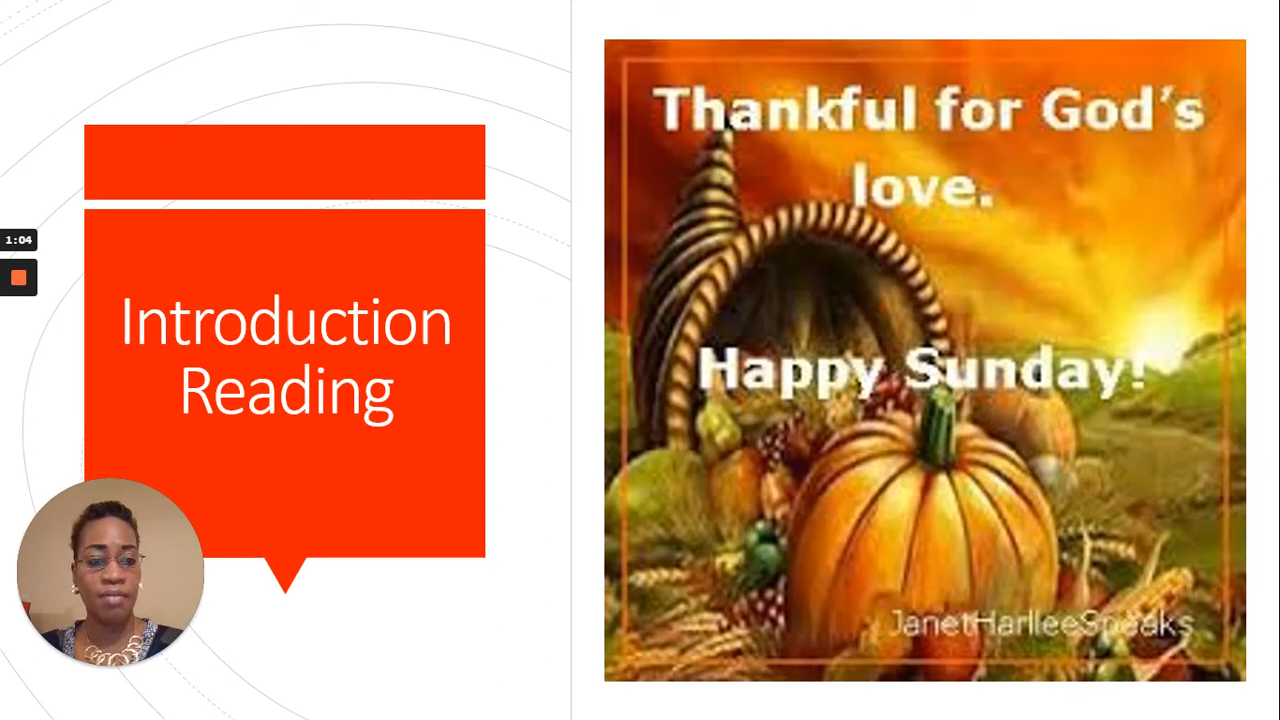 1:04
Introduction
Reading
Thankful for God's
love.
Happy Sunday!
JanetHarlleeSpeaks